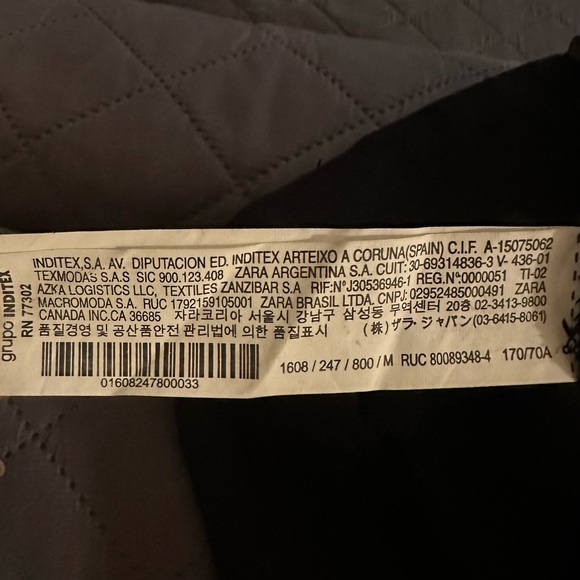 grupo INDITEX
RN 77302
INDITEX,S.A. AV. DIPUTACION ED. INDITEX ARTEIXO A CORUNA(SPAIN) C.I.F. A-15075062
TEXMODAS S.A.S SIC 900.123.408 ZARA ARGENTINA S.A. CUIT: 30-69314836-3 V- 436-01
AZKA LOGISTICS LLC, TEXTILES ZANZIBAR S.A RIF:NºJ30536946-1 REG.Nº:0000051 TI-02
MACROMODA S.A. RÚC 1792159105001 ZARA BRASIL LTDA. CNPJ: 02952485000491 ZARA
CANADA INC.CA 36685 자라코리아 서울시 강남구 삼성동 무역센터 20층 02-3413-9800
품질경영 및 공산품안전 관리법에 의한 품질표시 (株) ザラ・ジャパン (03-6415-8061)
01608247800033
1608 / 247 / 800 / M RUC 80089348-4 170/70A